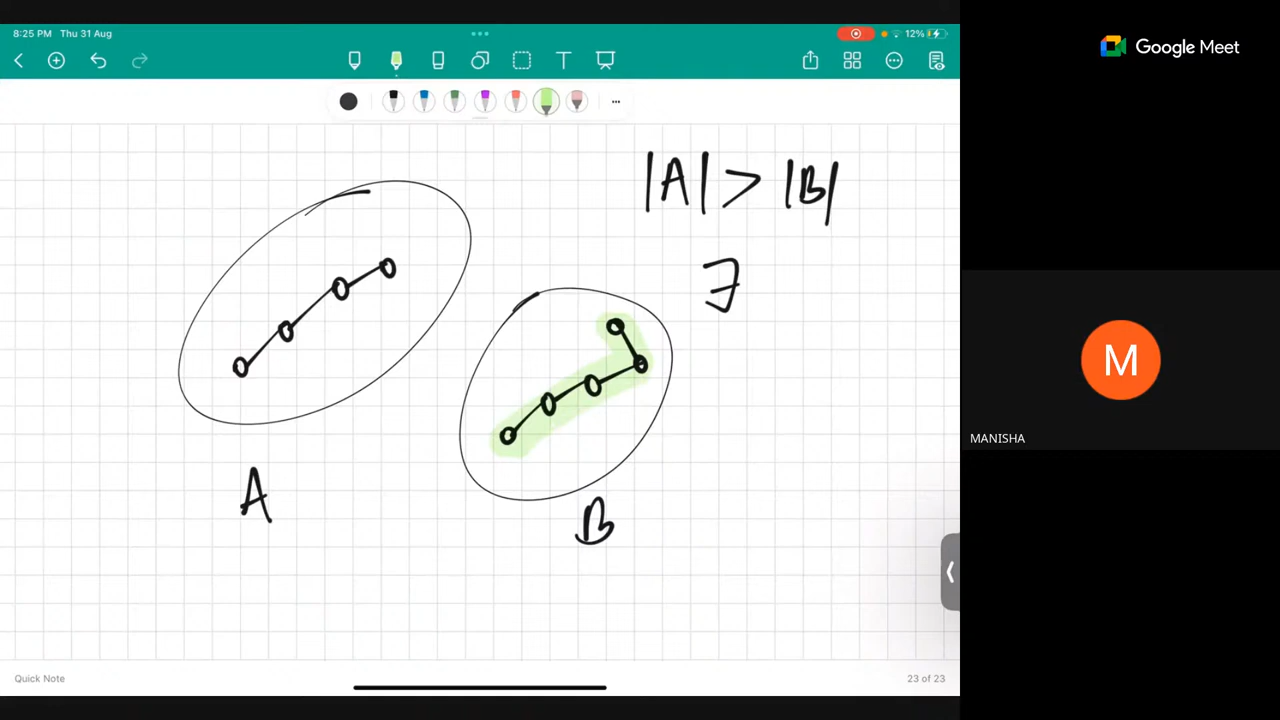 8:25 PM Thu 31 Aug
12%
Google Meet
|A| > |B|
∃
A
B
M
MANISHA
Quick Note
23 of 23